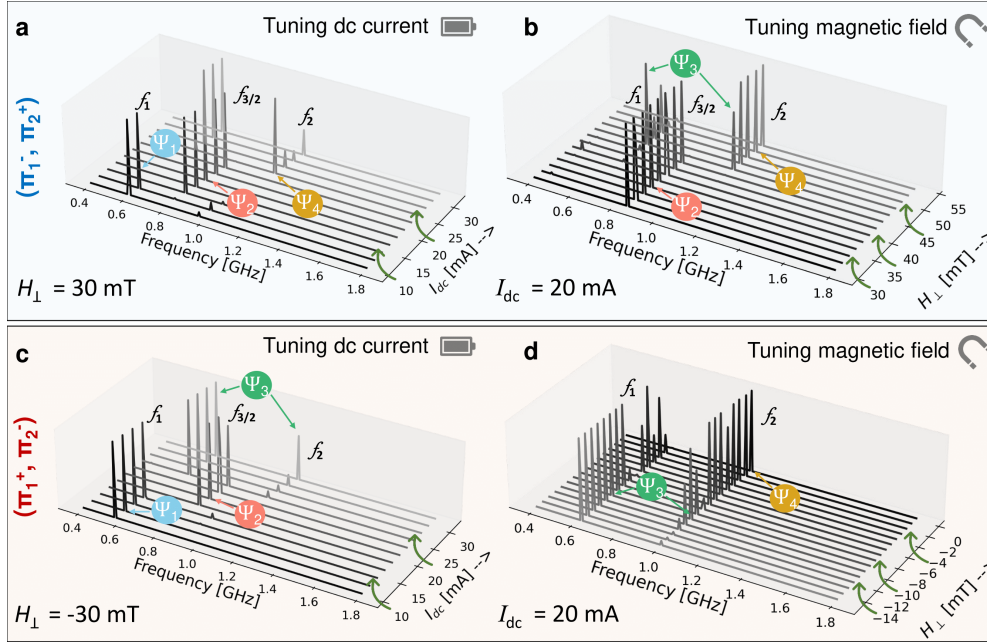 a
Tuning dc current
(π₁⁻, π₂⁺)
f₁
f₃/₂
f₂
Ψ₁
Ψ₂
Ψ₄
0.4
0.6
0.8
1.0
1.2
1.4
1.6
1.8
Frequency [GHz]
10
15
20
25
30
I_dc [mA] -->
H⊥ = 30 mT
b
Tuning magnetic field
Ψ₃
f₁
f₃/₂
f₂
Ψ₂
Ψ₄
0.4
0.6
0.8
1.0
1.2
1.4
1.6
1.8
Frequency [GHz]
30
35
40
45
50
55
H⊥ [mT] -->
I_dc = 20 mA
c
Tuning dc current
(π₁⁺, π₂⁻)
Ψ₃
f₁
f₃/₂
f₂
Ψ₁
Ψ₂
0.4
0.6
0.8
1.0
1.2
1.4
1.6
1.8
Frequency [GHz]
10
15
20
25
30
I_dc [mA] -->
H⊥ = -30 mT
d
Tuning magnetic field
f₁
f₂
Ψ₃
Ψ₄
0.4
0.6
0.8
1.0
1.2
1.4
1.6
1.8
Frequency [GHz]
−14
−12
−10
−8
−6
−4
−2
0
H⊥ [mT] -->
I_dc = 20 mA